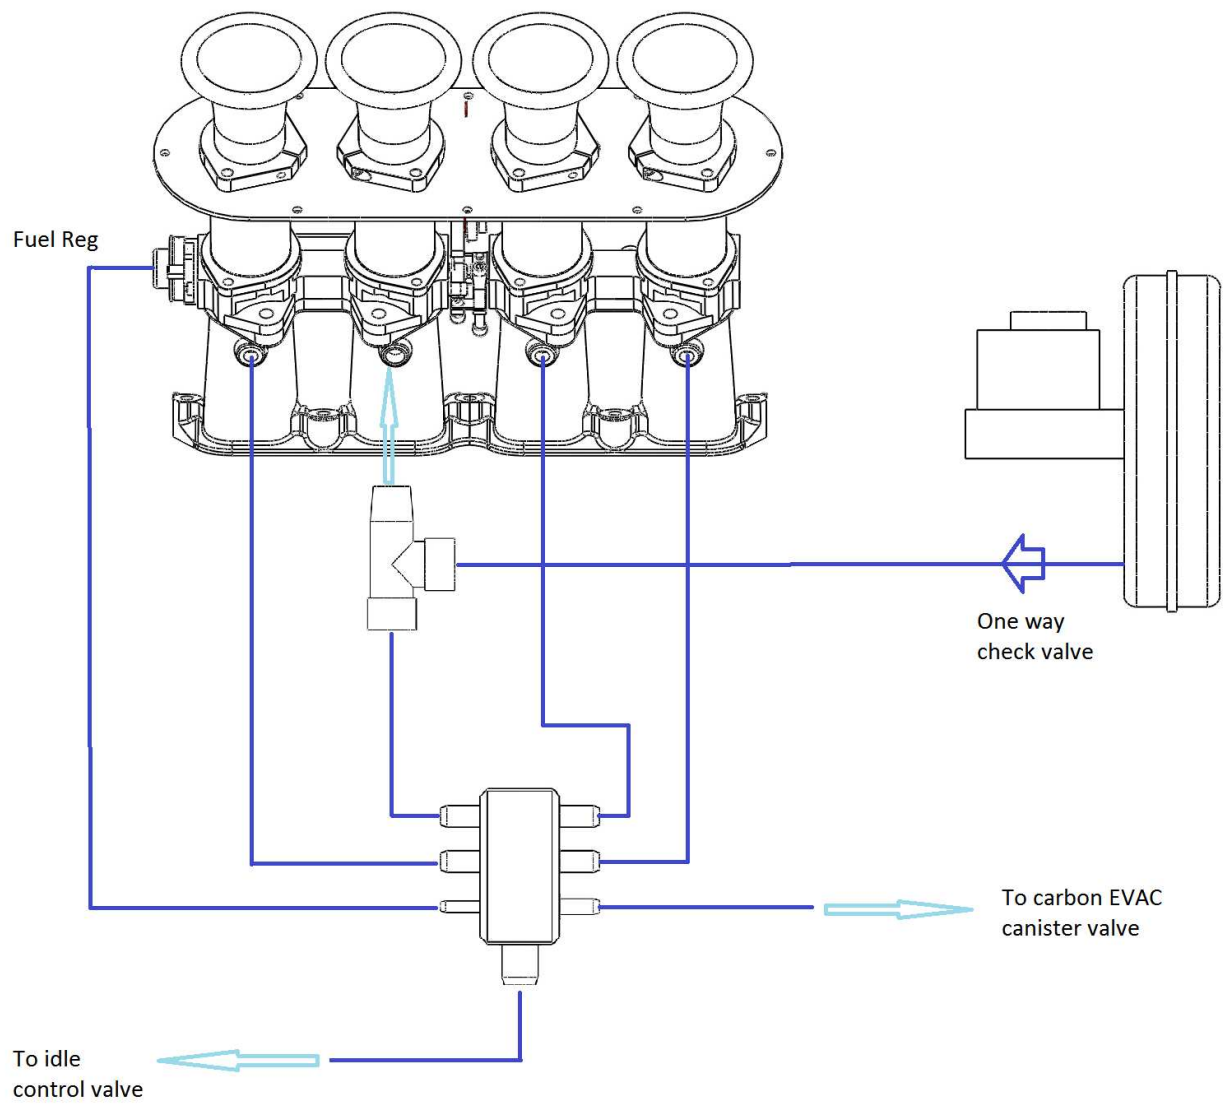 Fuel Reg
One way
check valve
To carbon EVAC
canister valve
To idle
control valve